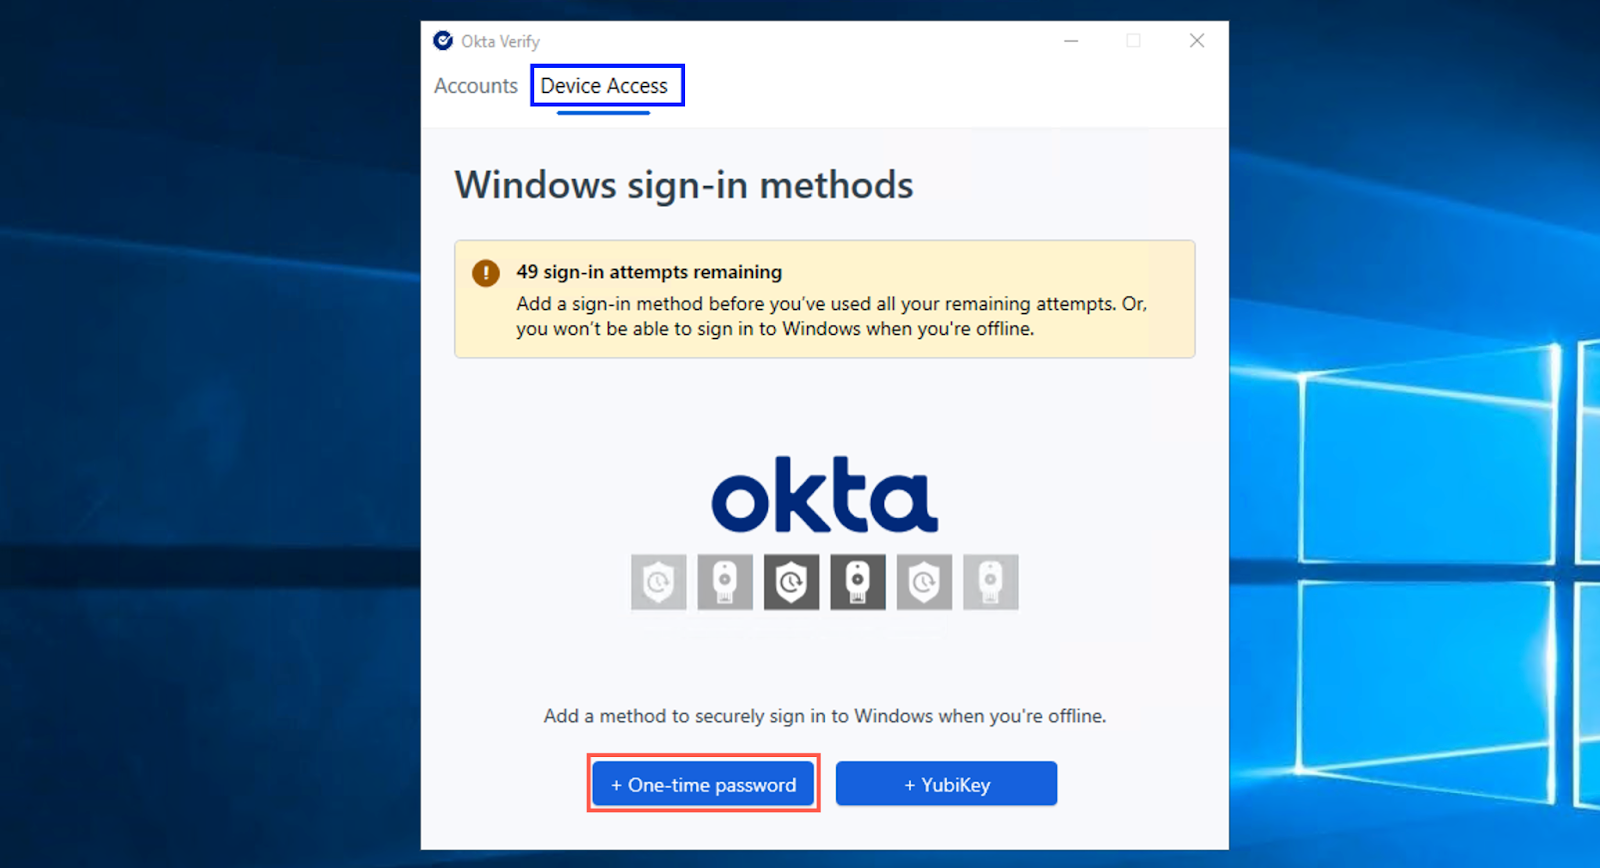 Okta Verify
Accounts
Device Access
Windows sign-in methods
49 sign-in attempts remaining
Add a sign-in method before you’ve used all your remaining attempts. Or,
you won’t be able to sign in to Windows when you're offline.
okta
Add a method to securely sign in to Windows when you're offline.
+ One-time password
+ YubiKey